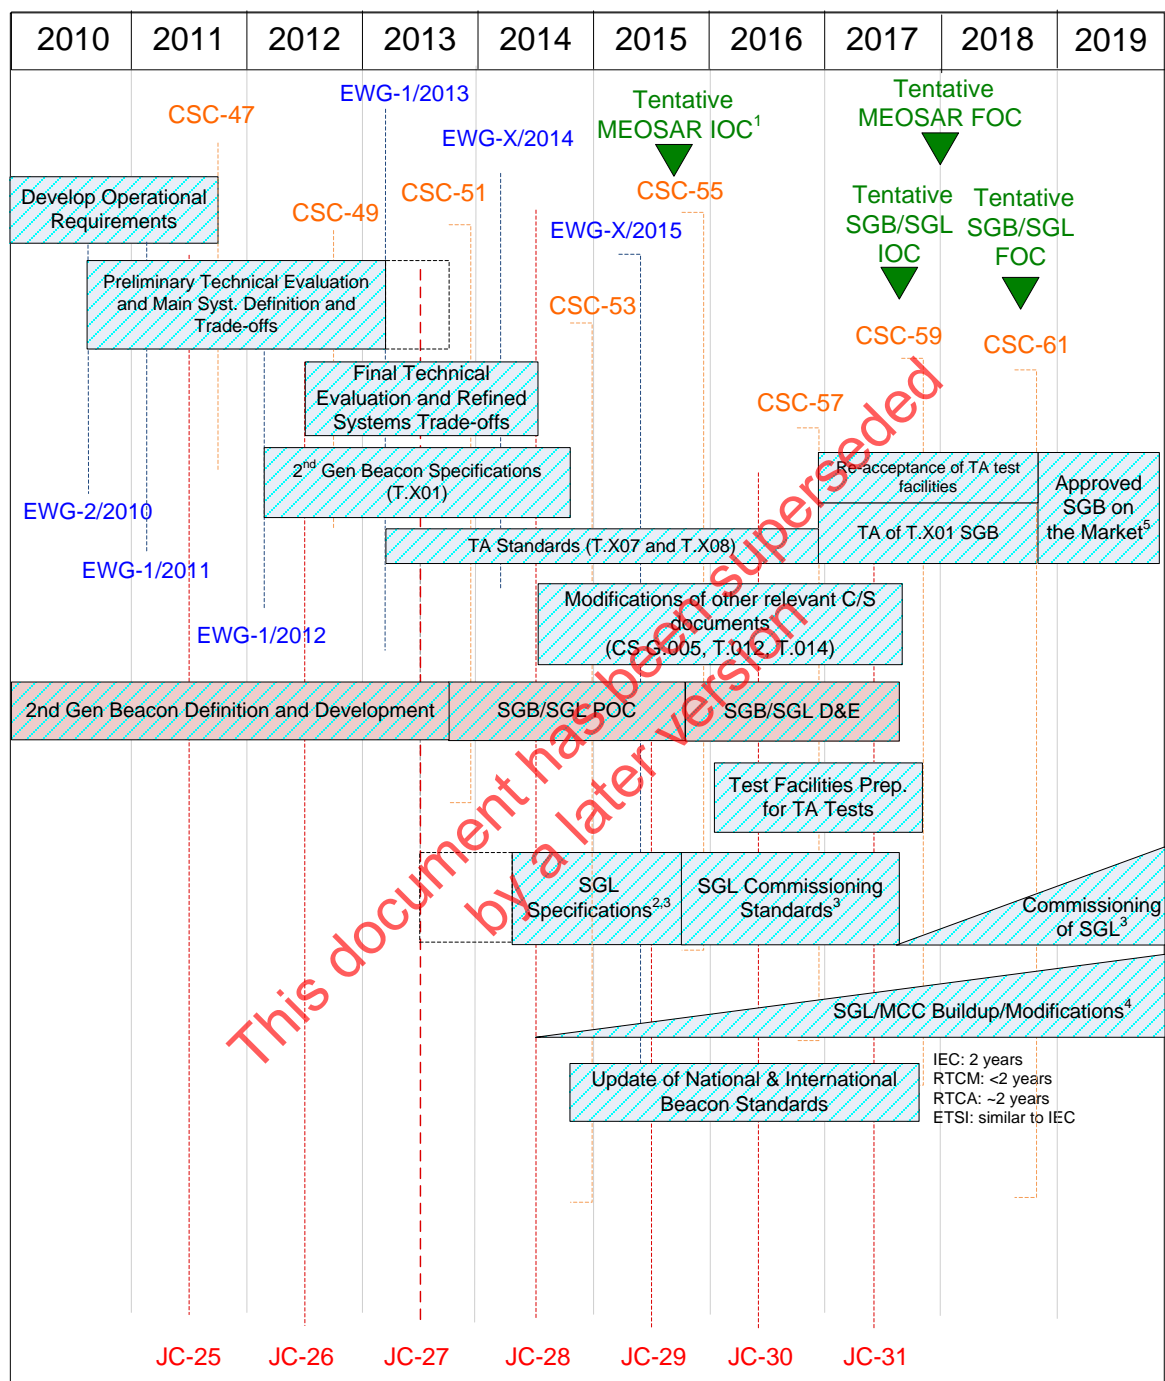 2010 2011 2012 2013 2014 2015 2016 2017 2018 2019
EWG-1/2013
Tentative
MEOSAR IOC1
Tentative
MEOSAR FOC
CSC-47
EWG-X/2014
Develop Operational
Requirements
CSC-49
CSC-51
CSC-55
EWG-X/2015
Tentative
SGB/SGL
IOC
Tentative
SGB/SGL
FOC
Preliminary Technical Evaluation
and Main Syst. Definition and
Trade-offs
CSC-53
CSC-59
CSC-61
Final Technical
Evaluation and Refined
Systems Trade-offs
CSC-57
2nd Gen Beacon Specifications
(T.X01)
Re-acceptance of TA test
facilities
Approved
SGB on
the Market5
EWG-2/2010
TA Standards (T.X07 and T.X08)
TA of T.X01 SGB
EWG-1/2011
Modifications of other relevant C/S
documents
(CS G.005, T.012, T.014)
EWG-1/2012
2nd Gen Beacon Definition and Development
SGB/SGL POC
SGB/SGL D&E
Test Facilities Prep.
for TA Tests
SGL
Specifications2,3
SGL Commissioning
Standards3
Commissioning
of SGL3
SGL/MCC Buildup/Modifications4
Update of National & International
Beacon Standards
IEC: 2 years
RTCM: <2 years
RTCA: ~2 years
ETSI: similar to IEC
This document has been superseded
by a later version
JC-25 JC-26 JC-27 JC-28 JC-29 JC-30 JC-31